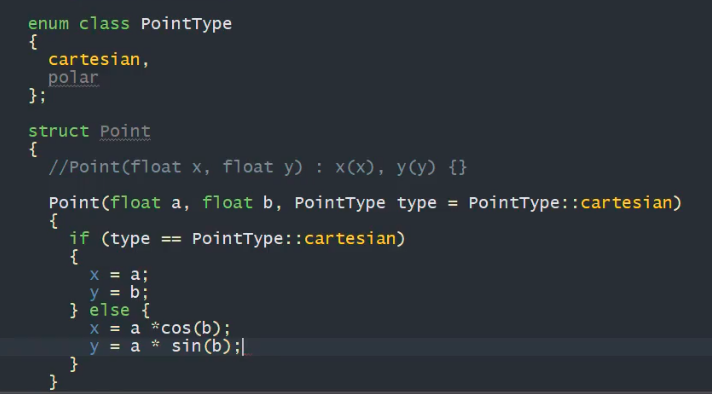 enum class PointType
{
cartesian,
polar
};
struct Point
{
//Point(float x, float y) : x(x), y(y) {}
Point(float a, float b, PointType type = PointType::cartesian)
{
if (type == PointType::cartesian)
{
x = a;
y = b;
} else {
x = a *cos(b);
y = a * sin(b);
}
}